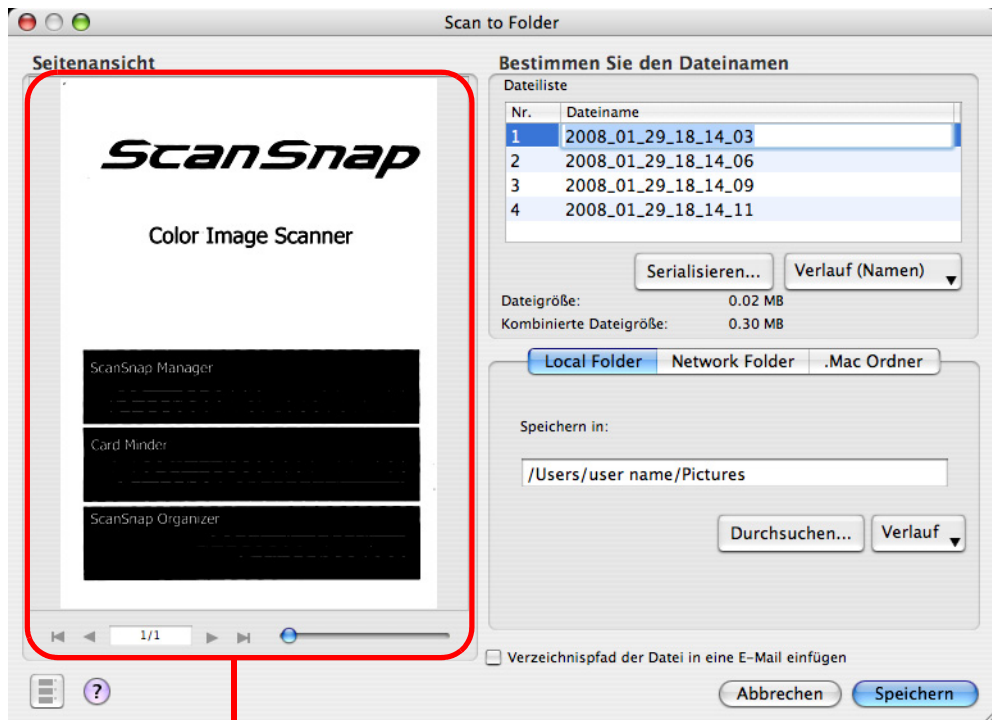 Scan to Folder
Seitenansicht
ScanSnap
Color Image Scanner
ScanSnap Manager
Card Minder
ScanSnap Organizer
1/1
?
Bestimmen Sie den Dateinamen
Dateiliste
Nr. Dateiname
1 2008_01_29_18_14_03
2 2008_01_29_18_14_06
3 2008_01_29_18_14_09
4 2008_01_29_18_14_11
Serialisieren... Verlauf (Namen)
Dateigröße: 0.02 MB
Kombinierte Dateigröße: 0.30 MB
Local Folder Network Folder .Mac Ordner
Speichern in:
/Users/user name/Pictures
Durchsuchen... Verlauf
Verzeichnispfad der Datei in eine E-Mail einfügen
Abbrechen Speichern